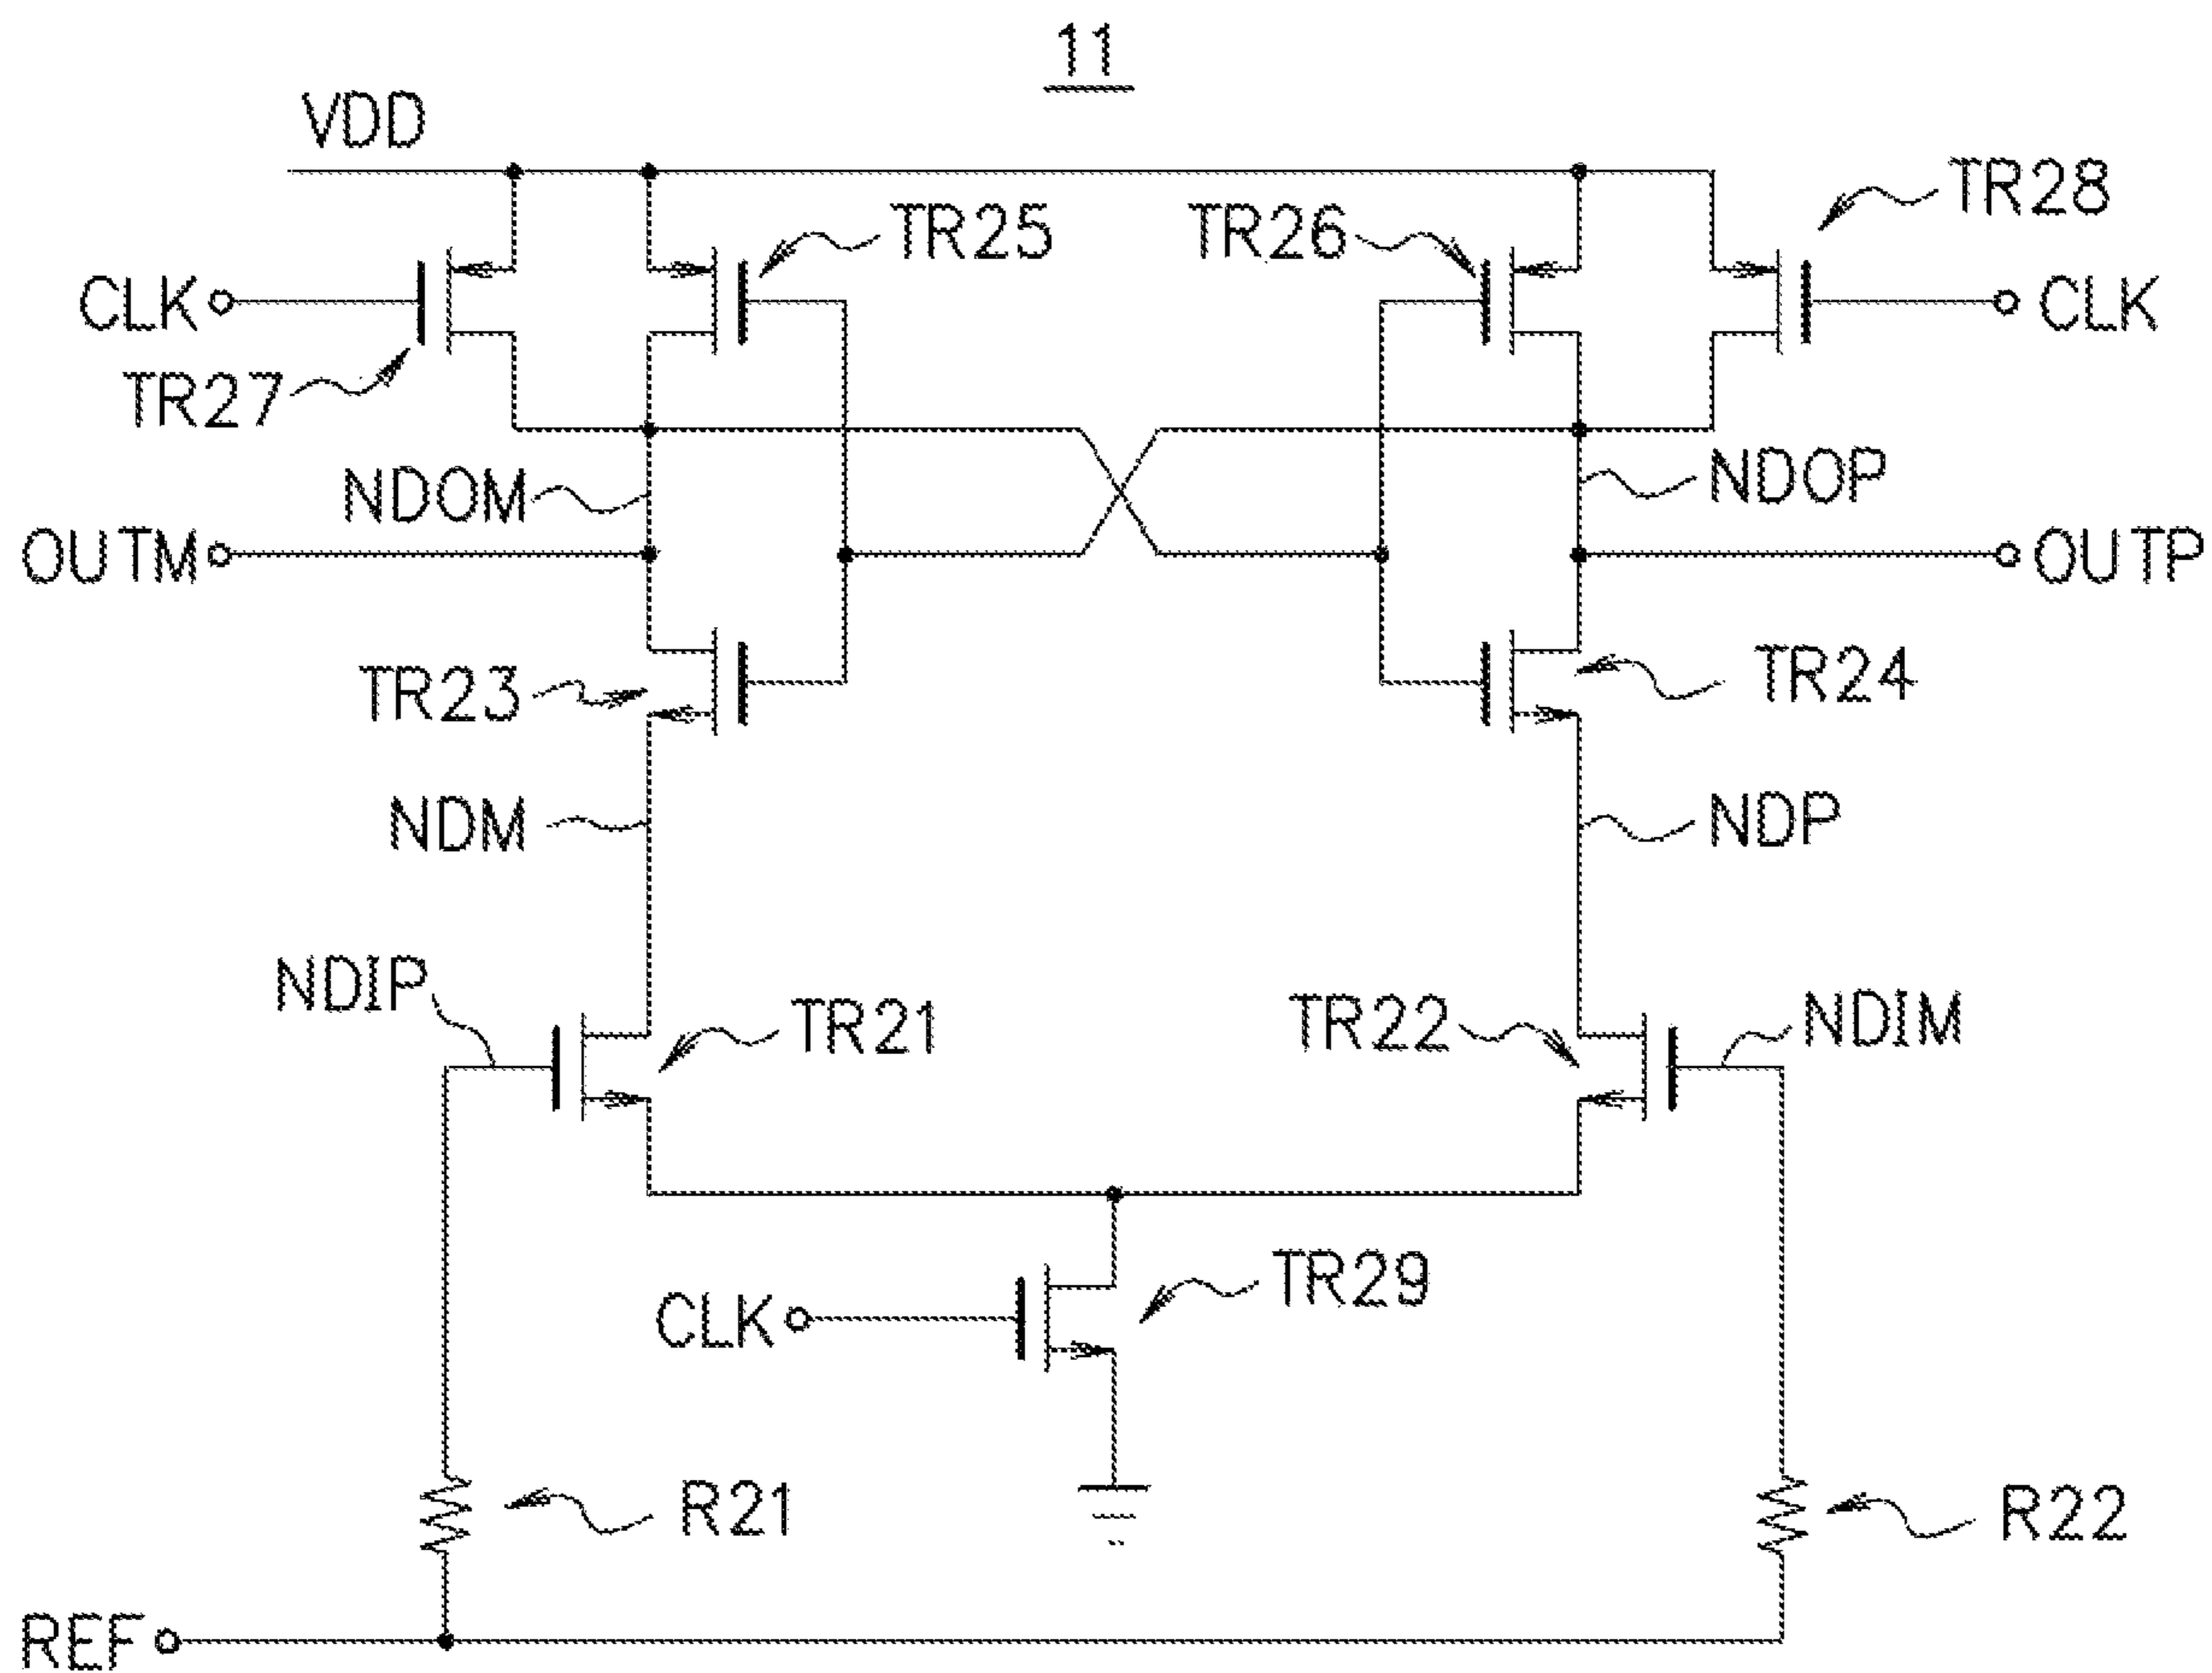 11
VDD
TR28
TR25
TR26
CLK
CLK
TR27
NDOM
NDOP
OUTM
OUTP
TR23
TR24
NDM
NDP
NDIP
TR21
TR22
NDIM
CLK
TR29
R21
R22
REF